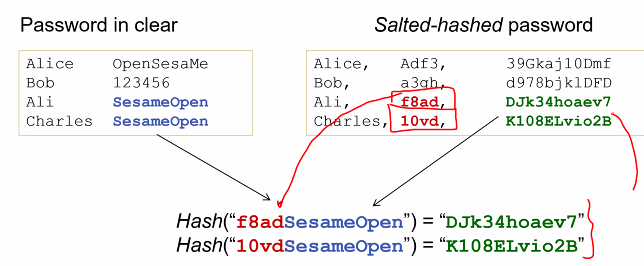 Password in clear
Salted-hashed password
Alice OpenSesaMe
Bob 123456
Ali SesameOpen
Charles SesameOpen
Alice, Adf3, 39Gkaj10Dmf
Bob, a3gh, d978bjklDFD
Ali, f8ad, DJk34hoaev7
Charles, 10vd, K108ELvio2B
Hash(“f8adSesameOpen”) = “DJk34hoaev7”
Hash(“10vdSesameOpen”) = “K108ELvio2B”